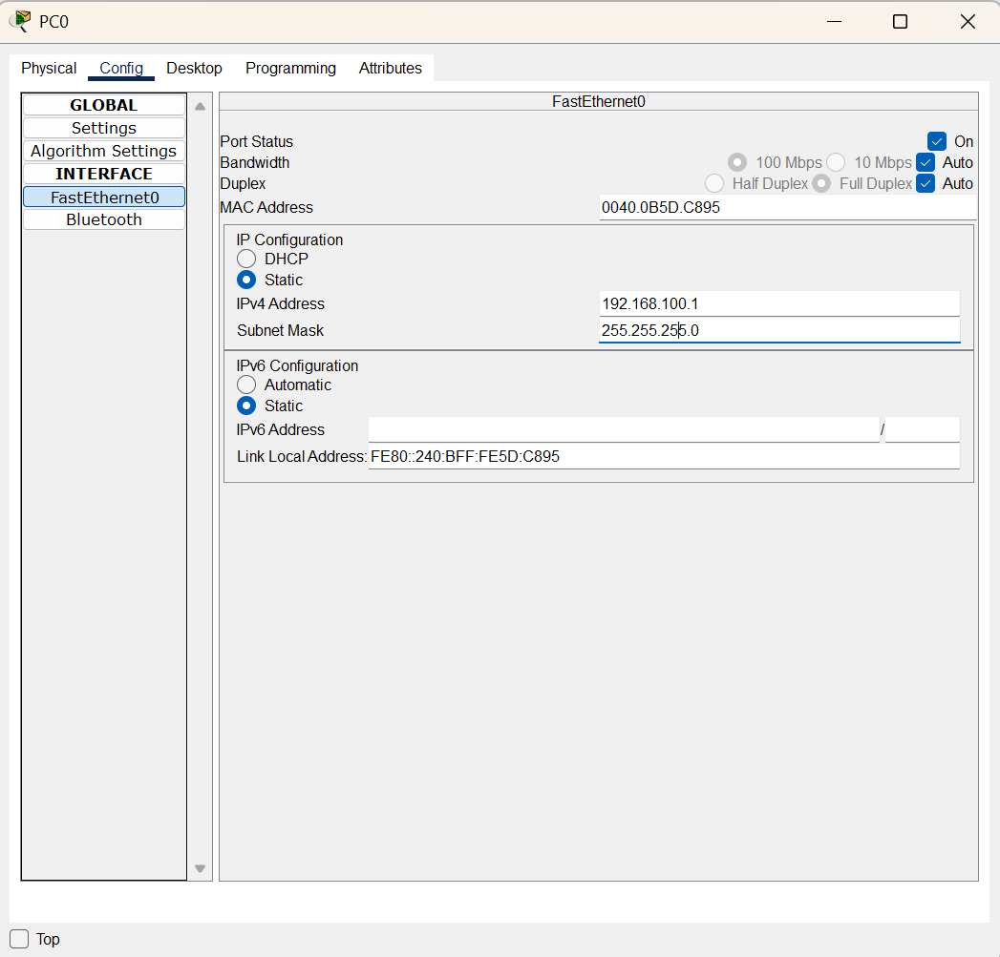 PC0
Physical Config Desktop Programming Attributes
GLOBAL
Settings
Algorithm Settings
INTERFACE
FastEthernet0
Bluetooth
FastEthernet0
Port Status On
Bandwidth 100 Mbps 10 Mbps Auto
Duplex Half Duplex Full Duplex Auto
MAC Address 0040.0B5D.C895
IP Configuration
DHCP
Static
IPv4 Address 192.168.100.1
Subnet Mask 255.255.255.0
IPv6 Configuration
Automatic
Static
IPv6 Address /
Link Local Address: FE80::240:BFF:FE5D:C895
Top